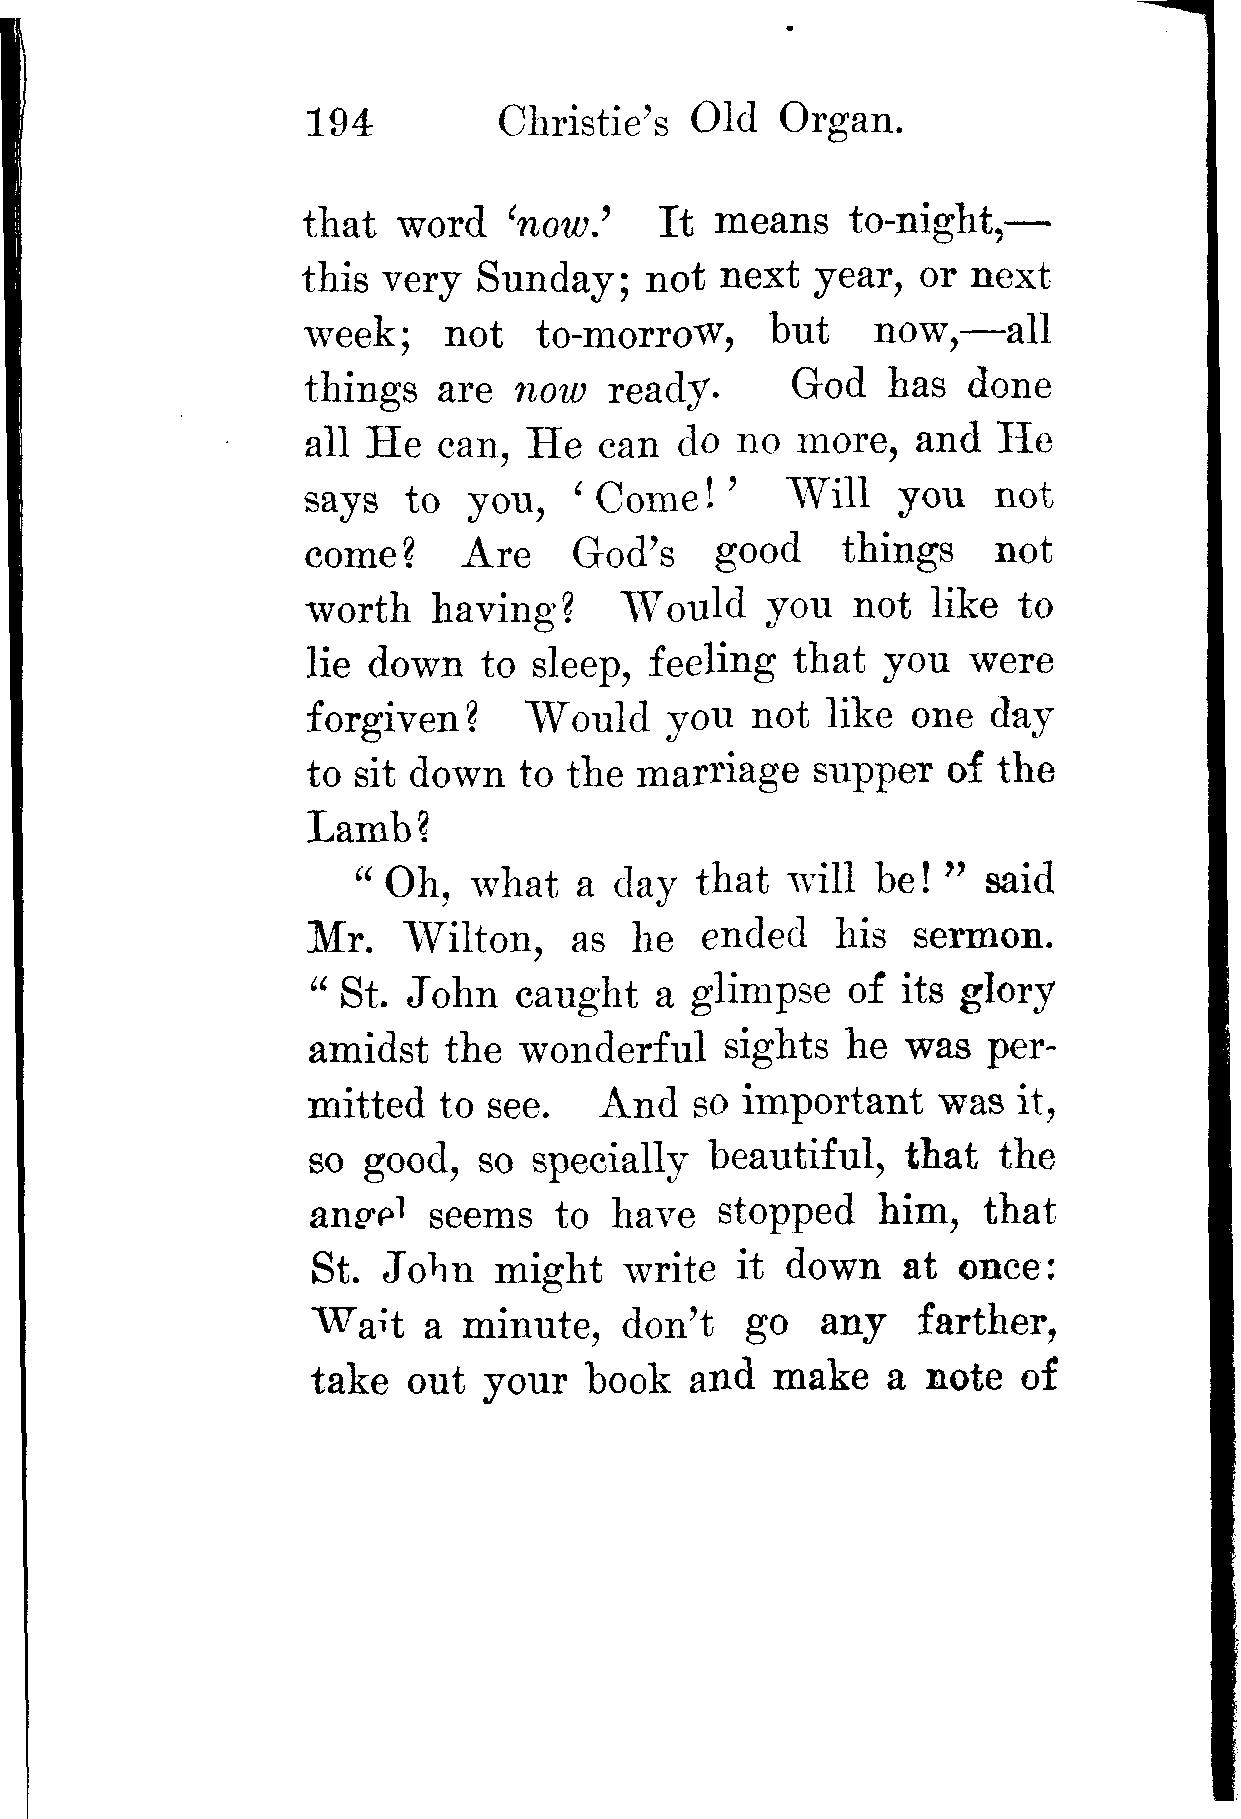 194 Christie's Old Organ.
that word 'now.' It means to-night,—
this very Sunday; not next year, or next
week; not to-morrow, but now,—all
things are now ready. God has done
all He can, He can do no more, and He
says to you, 'Come!' Will you not
come? Are God's good things not
worth having? Would you not like to
lie down to sleep, feeling that you were
forgiven? Would you not like one day
to sit down to the marriage supper of the
Lamb?
"Oh, what a day that will be!" said
Mr. Wilton, as he ended his sermon.
"St. John caught a glimpse of its glory
amidst the wonderful sights he was per-
mitted to see. And so important was it,
so good, so specially beautiful, that the
angel seems to have stopped him, that
St. John might write it down at once:
Wait a minute, don't go any farther,
take out your book and make a note of